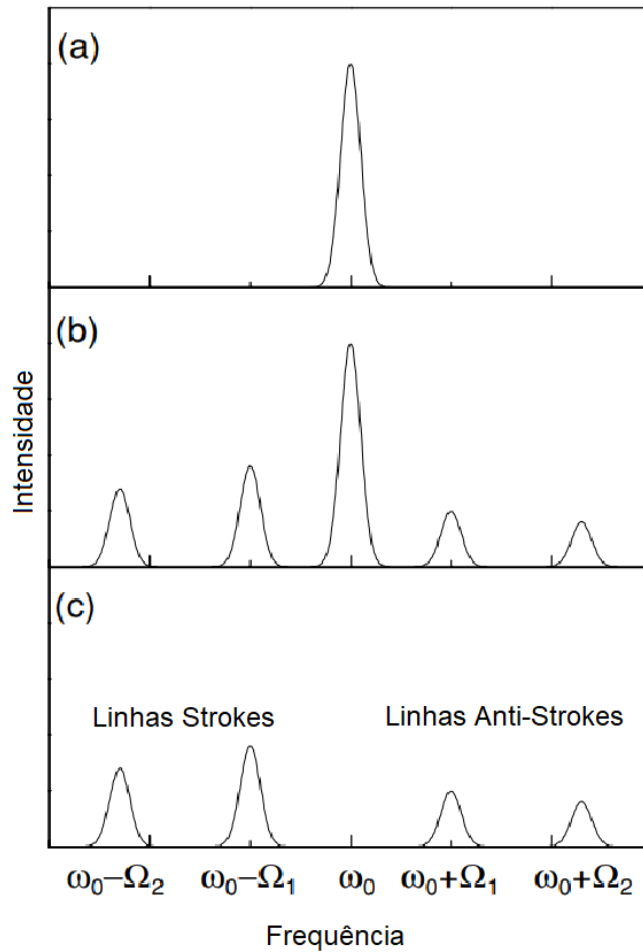 (a)
(b)
Intensidade
(c)
Linhas Strokes
Linhas Anti-Strokes
ω₀−Ω₂
ω₀−Ω₁
ω₀
ω₀+Ω₁
ω₀+Ω₂
Frequência